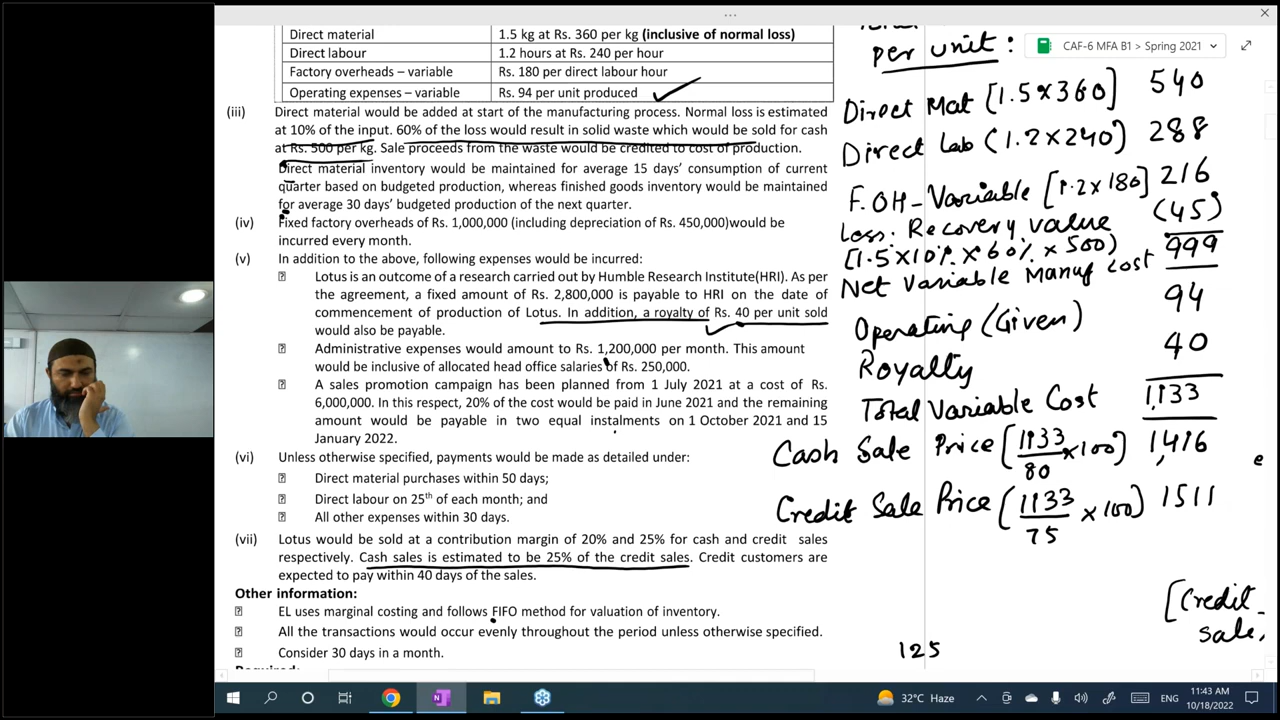 Direct material 1.5 kg at Rs. 360 per kg (inclusive of normal loss)
Direct labour 1.2 hours at Rs. 240 per hour
Factory overheads – variable Rs. 180 per direct labour hour
Operating expenses – variable Rs. 94 per unit produced
(iii) Direct material would be added at start of the manufacturing process. Normal loss is estimated
at 10% of the input. 60% of the loss would result in solid waste which would be sold for cash
at Rs. 500 per kg. Sale proceeds from the waste would be credited to cost of production.
Direct material inventory would be maintained for average 15 days' consumption of current
quarter based on budgeted production, whereas finished goods inventory would be maintained
for average 30 days' budgeted production of the next quarter.
(iv) Fixed factory overheads of Rs. 1,000,000 (including depreciation of Rs. 450,000)would be
incurred every month.
(v) In addition to the above, following expenses would be incurred:
Lotus is an outcome of a research carried out by Humble Research Institute(HRI). As per
the agreement, a fixed amount of Rs. 2,800,000 is payable to HRI on the date of
commencement of production of Lotus. In addition, a royalty of Rs. 40 per unit sold
would also be payable.
Administrative expenses would amount to Rs. 1,200,000 per month. This amount
would be inclusive of allocated head office salaries of Rs. 250,000.
A sales promotion campaign has been planned from 1 July 2021 at a cost of Rs.
6,000,000. In this respect, 20% of the cost would be paid in June 2021 and the remaining
amount would be payable in two equal instalments on 1 October 2021 and 15
January 2022.
(vi) Unless otherwise specified, payments would be made as detailed under:
Direct material purchases within 50 days;
Direct labour on 25th of each month; and
All other expenses within 30 days.
(vii) Lotus would be sold at a contribution margin of 20% and 25% for cash and credit sales
respectively. Cash sales is estimated to be 25% of the credit sales. Credit customers are
expected to pay within 40 days of the sales.
Other information:
EL uses marginal costing and follows FIFO method for valuation of inventory.
All the transactions would occur evenly throughout the period unless otherwise specified.
Consider 30 days in a month.
per unit :
CAF-6 MFA B1 > Spring 2021
Direct Mat [1.5×360] 540
Direct Lab (1.2×240) 288
F.OH-Variable [1.2×180] 216
Loss. Recovery value (45)
[1.5×10%×60%×500) 999
Net Variable Manuf cost
Operating (Given) 94
Royalty 40
Total Variable Cost 1,133
Cash Sale Price [1133/80 ×100) 1,416
Credit Sale Price (1133/75 ×100) 1511
e
[Credit
sale,
125
32°C Haze
ENG
11:43 AM
10/18/2022